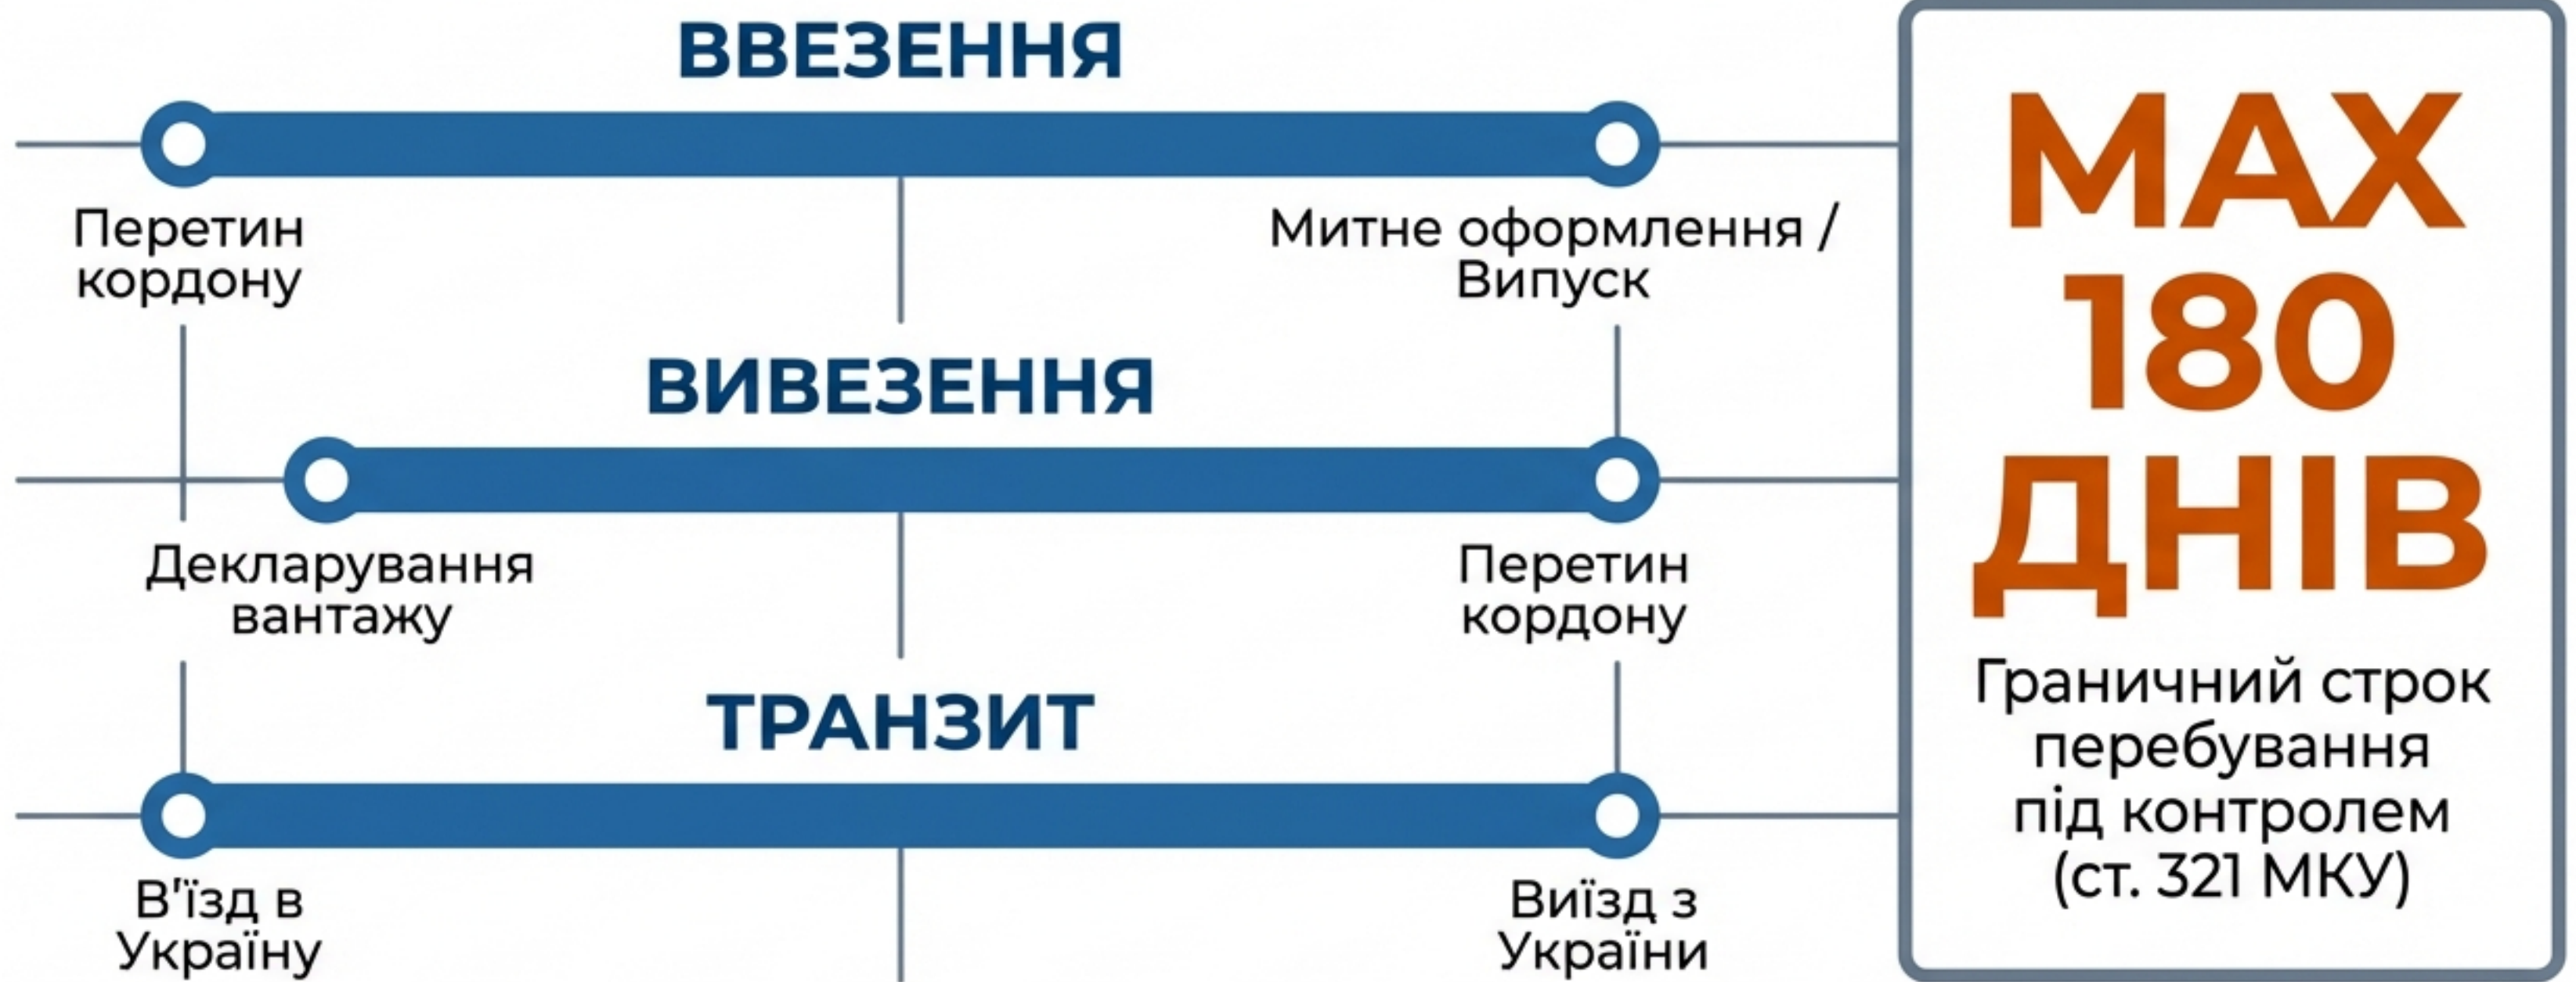 ВВЕЗЕННЯ
Перетин
кордону
Митне оформлення /
Випуск
ВИВЕЗЕННЯ
Декларування
вантажу
Перетин
кордону
ТРАНЗИТ
В'їзд в
Україну
Виїзд з
України
MAX
180
ДНІВ
Граничний строк
перебування
під контролем
(ст. 321 МКУ)